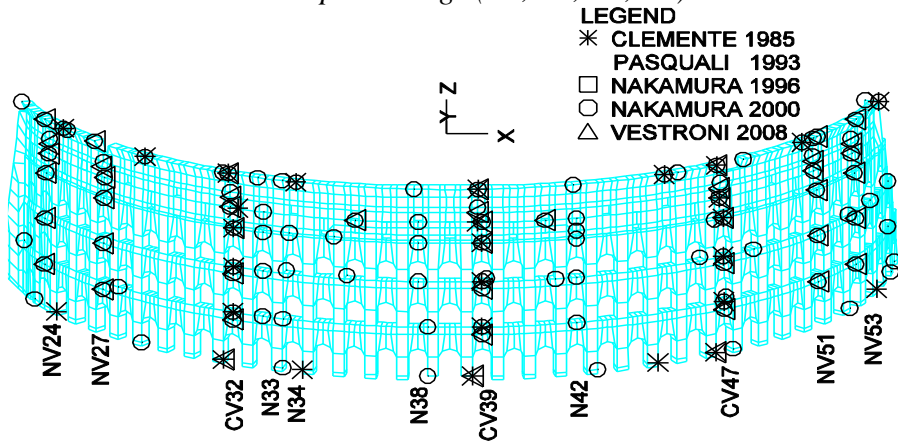 LEGEND
CLEMENTE 1985
PASQUALI 1993
NAKAMURA 1996
NAKAMURA 2000
VESTRONI 2008
Z
Y
X
NV24
NV27
CV32
N33
N34
N38
CV39
N42
CV47
NV51
NV53